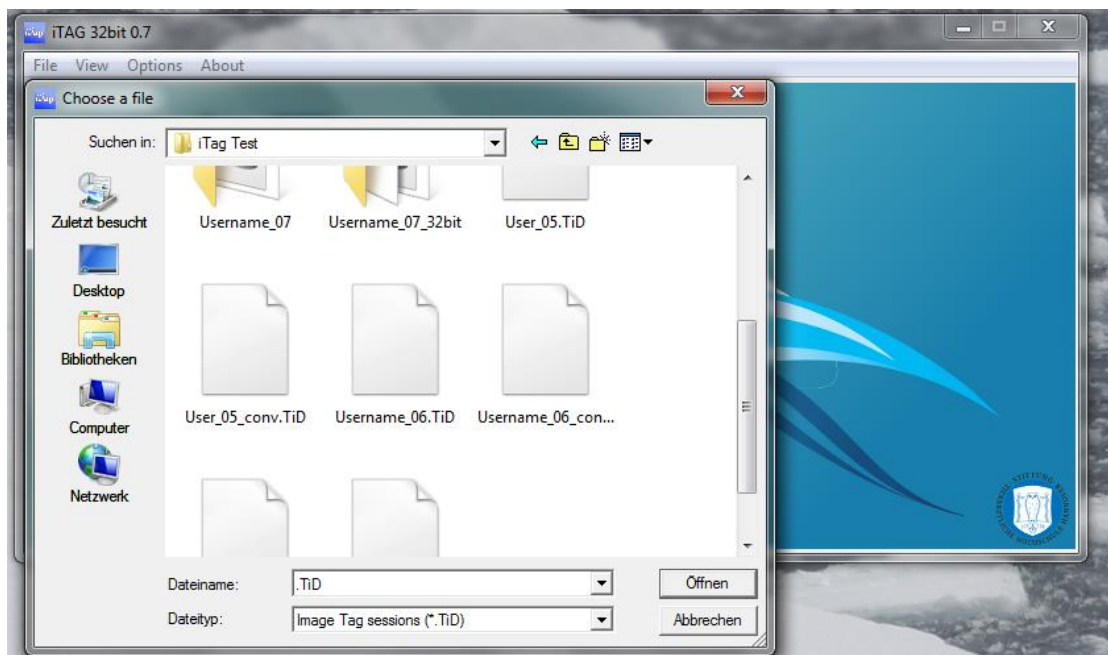 iTAG 32bit 0.7
File View Options About
Choose a file
Suchen in: iTag Test
Zuletzt besucht
Desktop
Bibliotheken
Computer
Netzwerk
Username_07 Username_07_32bit User_05.TiD
User_05_conv.TiD Username_06.TiD Username_06_con...
Dateiname: .TiD Öffnen
Dateityp: Image Tag sessions (*.TiD) Abbrechen